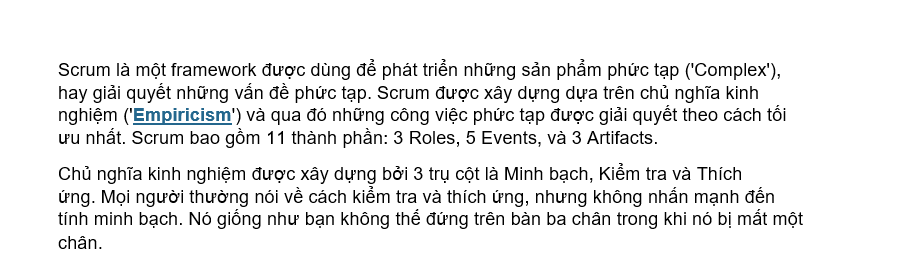 Scrum là một framework được dùng để phát triển những sản phẩm phức tạp ('Complex'),
hay giải quyết những vấn đề phức tạp. Scrum được xây dựng dựa trên chủ nghĩa kinh
nghiệm ('Empiricism') và qua đó những công việc phức tạp được giải quyết theo cách tối
ưu nhất. Scrum bao gồm 11 thành phần: 3 Roles, 5 Events, và 3 Artifacts.
Chủ nghĩa kinh nghiệm được xây dựng bởi 3 trụ cột là Minh bạch, Kiểm tra và Thích
ứng. Mọi người thường nói về cách kiểm tra và thích ứng, nhưng không nhấn mạnh đến
tính minh bạch. Nó giống như bạn không thể đứng trên bàn ba chân trong khi nó bị mất một
chân.